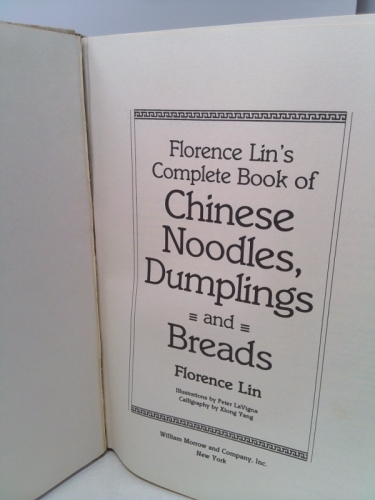 Florence Lin's
Complete Book of
Chinese
Noodles,
Dumplings
and
Breads
Florence Lin
Illustrations by Peter LaVigna
Calligraphy by Xiong Yang
William Morrow and Company, Inc.
New York